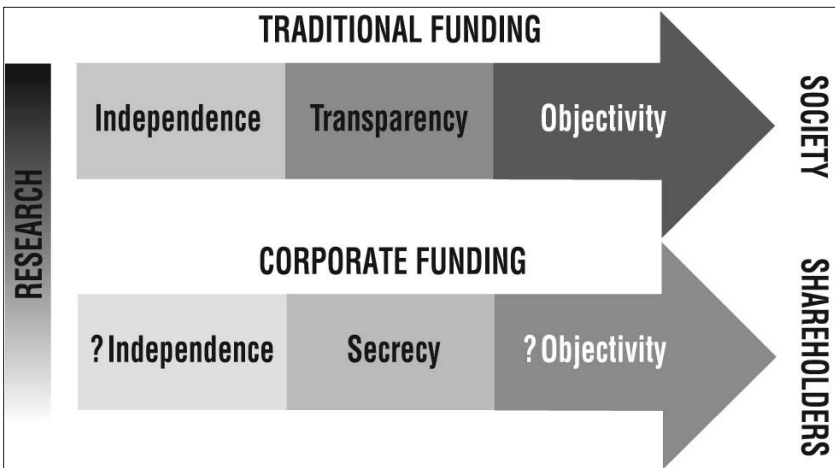 TRADITIONAL FUNDING
RESEARCH
Independence
Transparency
Objectivity
SOCIETY
CORPORATE FUNDING
? Independence
Secrecy
? Objectivity
SHAREHOLDERS